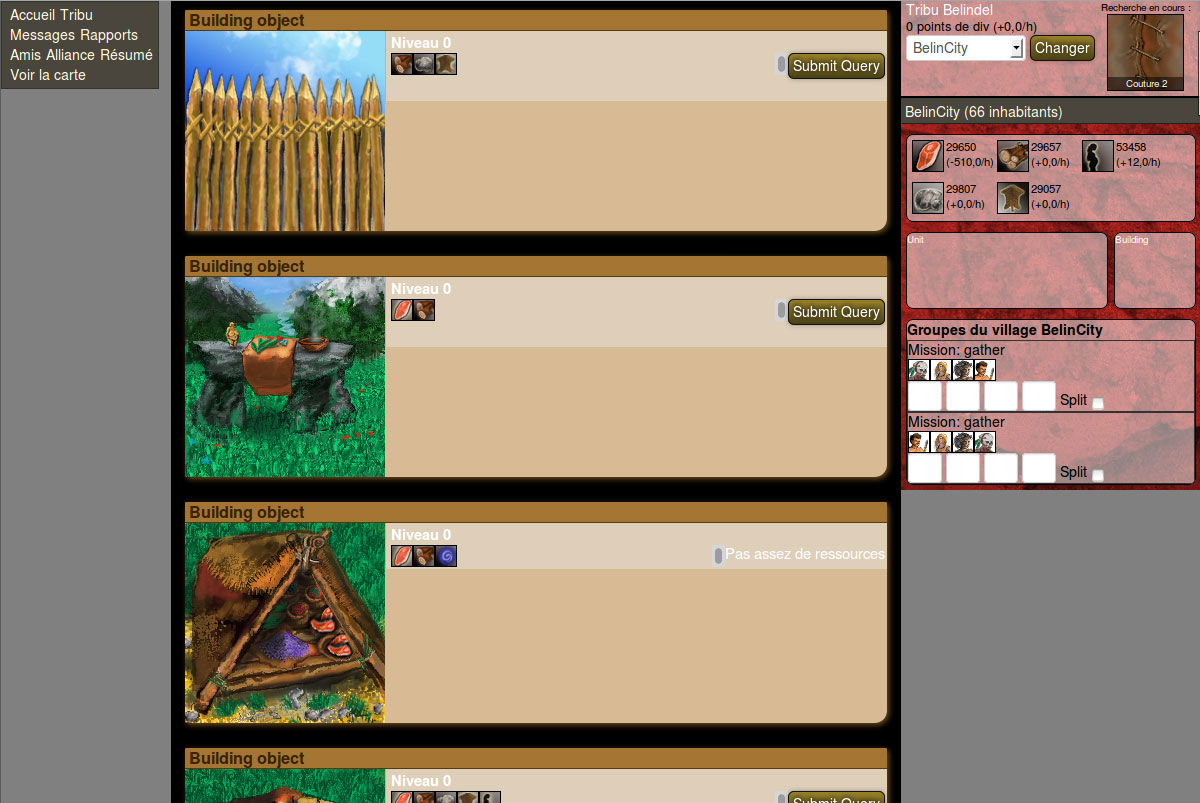 Accueil Tribu
Messages Rapports
Amis Alliance Résumé
Voir la carte
Building object
Niveau 0
Submit Query
Building object
Niveau 0
Submit Query
Building object
Niveau 0
Pas assez de ressources
Building object
Niveau 0
Submit Query
Tribu Belindel
0 points de div (+0,0/h)
BelinCity
Changer
Recherche en cours :
Couture 2
BelinCity (66 inhabitants)
29650
(-510,0/h)
29657
(+0,0/h)
53458
(+12,0/h)
29807
(+0,0/h)
29057
(+0,0/h)
Unit
Building
Groupes du village BelinCity
Mission: gather
Split
Mission: gather
Split